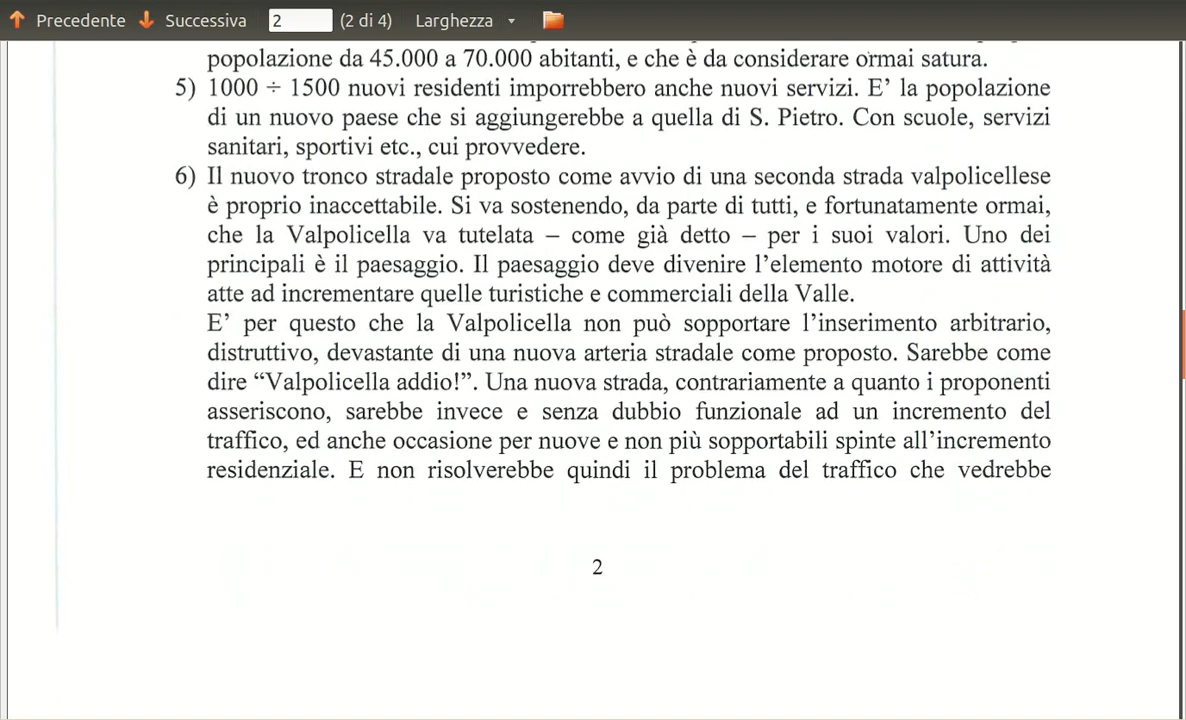 Precedente Successiva 2 (2 di 4) Larghezza
popolazione da 45.000 a 70.000 abitanti, e che è da considerare ormai satura.
5) 1000 ÷ 1500 nuovi residenti imporrebbero anche nuovi servizi. E’ la popolazione
di un nuovo paese che si aggiungerebbe a quella di S. Pietro. Con scuole, servizi
sanitari, sportivi etc., cui provvedere.
6) Il nuovo tronco stradale proposto come avvio di una seconda strada valpolicellese
è proprio inaccettabile. Si va sostenendo, da parte di tutti, e fortunatamente ormai,
che la Valpolicella va tutelata – come già detto – per i suoi valori. Uno dei
principali è il paesaggio. Il paesaggio deve divenire l’elemento motore di attività
atte ad incrementare quelle turistiche e commerciali della Valle.
E’ per questo che la Valpolicella non può sopportare l’inserimento arbitrario,
distruttivo, devastante di una nuova arteria stradale come proposto. Sarebbe come
dire “Valpolicella addio!”. Una nuova strada, contrariamente a quanto i proponenti
asseriscono, sarebbe invece e senza dubbio funzionale ad un incremento del
traffico, ed anche occasione per nuove e non più sopportabili spinte all’incremento
residenziale. E non risolverebbe quindi il problema del traffico che vedrebbe
2